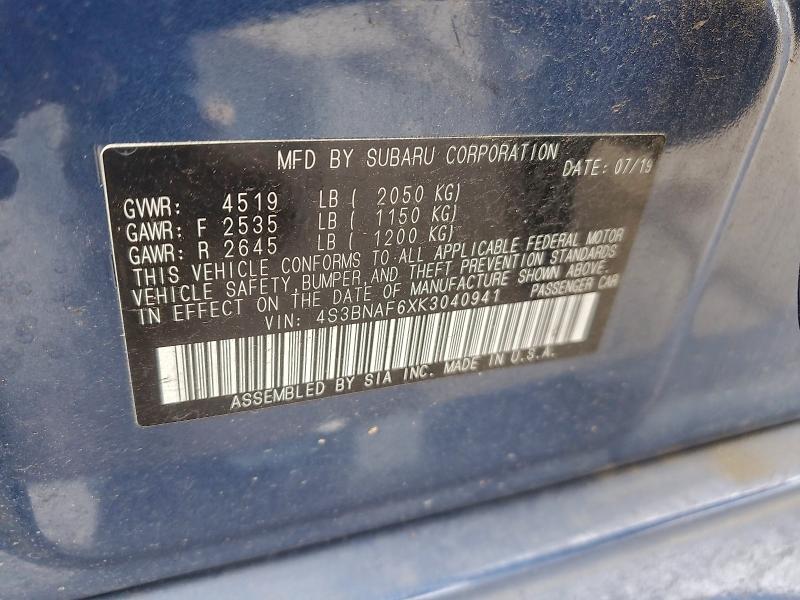 MFD BY SUBARU CORPORATION DATE: 07/19
GVWR: 4519 LB ( 2050 KG)
GAWR: F 2535 LB ( 1150 KG)
GAWR: R 2645 LB ( 1200 KG)
THIS VEHICLE CONFORMS TO ALL APPLICABLE FEDERAL MOTOR
VEHICLE SAFETY, BUMPER, AND THEFT PREVENTION STANDARDS
IN EFFECT ON THE DATE OF MANUFACTURE SHOWN ABOVE.
VIN: 4S3BNAF6XK3040941 PASSENGER CAR
ASSEMBLED BY SIA INC. MADE IN U.S.A.